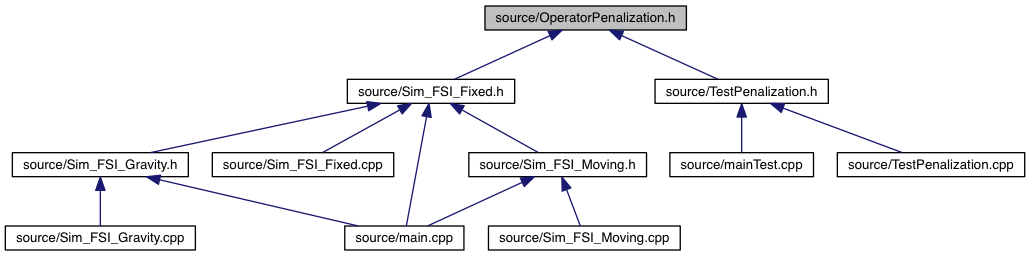 source/OperatorPenalization.h
source/Sim_FSI_Fixed.h
source/TestPenalization.h
source/Sim_FSI_Gravity.h
source/Sim_FSI_Fixed.cpp
source/Sim_FSI_Moving.h
source/mainTest.cpp
source/TestPenalization.cpp
source/Sim_FSI_Gravity.cpp
source/main.cpp
source/Sim_FSI_Moving.cpp